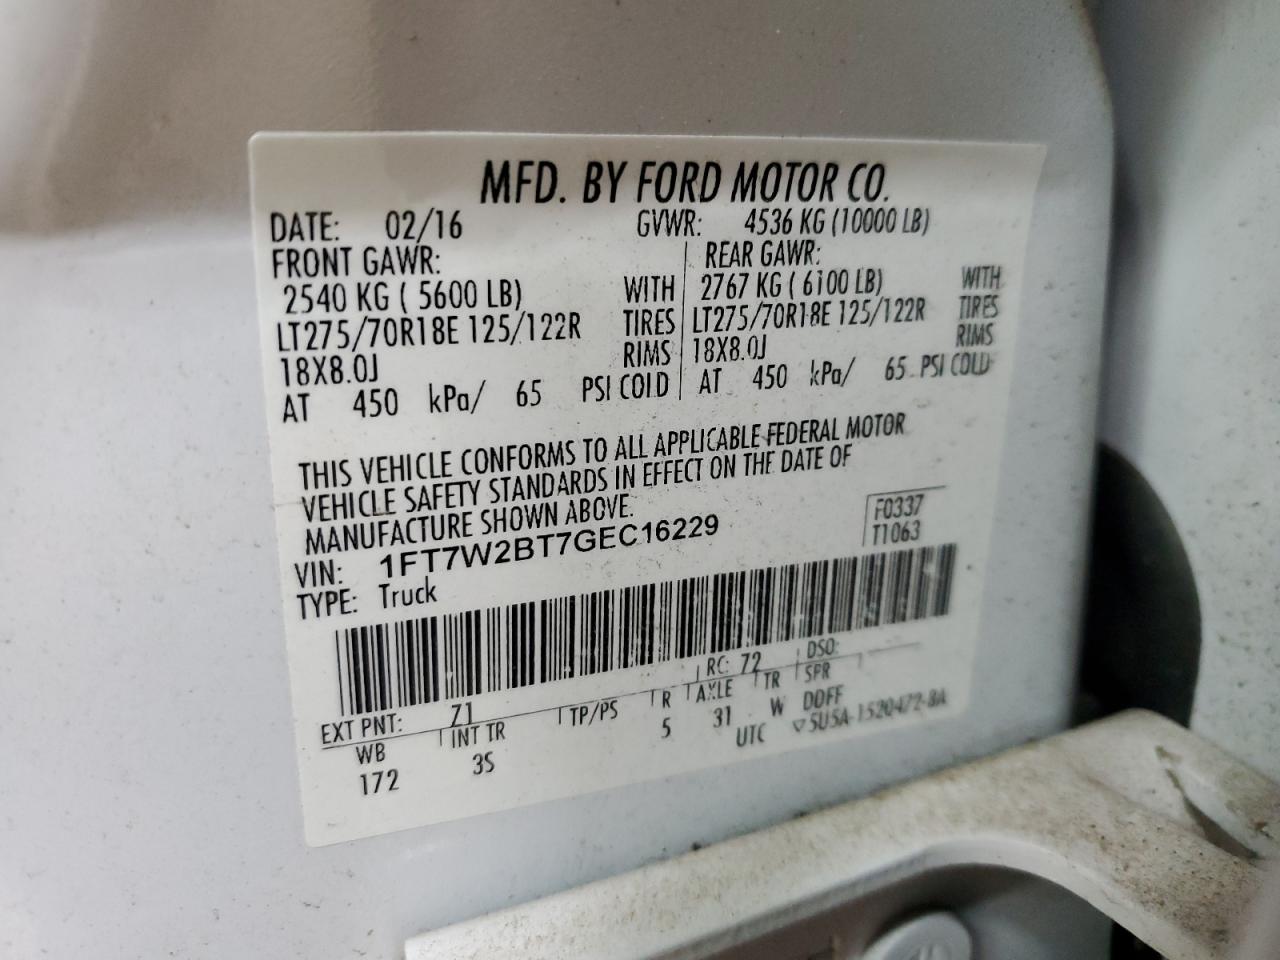 MFD. BY FORD MOTOR CO.
DATE: 02/16 GVWR: 4536 KG (10000 LB)
FRONT GAWR: REAR GAWR:
2540 KG ( 5600 LB) WITH 2767 KG ( 6100 LB) WITH
LT275/70R18E 125/122R TIRES LT275/70R18E 125/122R TIRES
18X8.0J RIMS 18X8.0J RIMS
AT 450 kPa/ 65 PSI COLD AT 450 kPa/ 65 PSI COLD
THIS VEHICLE CONFORMS TO ALL APPLICABLE FEDERAL MOTOR
VEHICLE SAFETY STANDARDS IN EFFECT ON THE DATE OF
MANUFACTURE SHOWN ABOVE.
VIN: 1FT7W2BT7GEC16229 F0337
TYPE: Truck T1063
EXT PNT: Z1 RC: 72 DSO:
WB INT TR TP/PS R AXLE TR SPR
172 3S 5 31 W DDFF
UTC ▽5U5A-1520472-BA